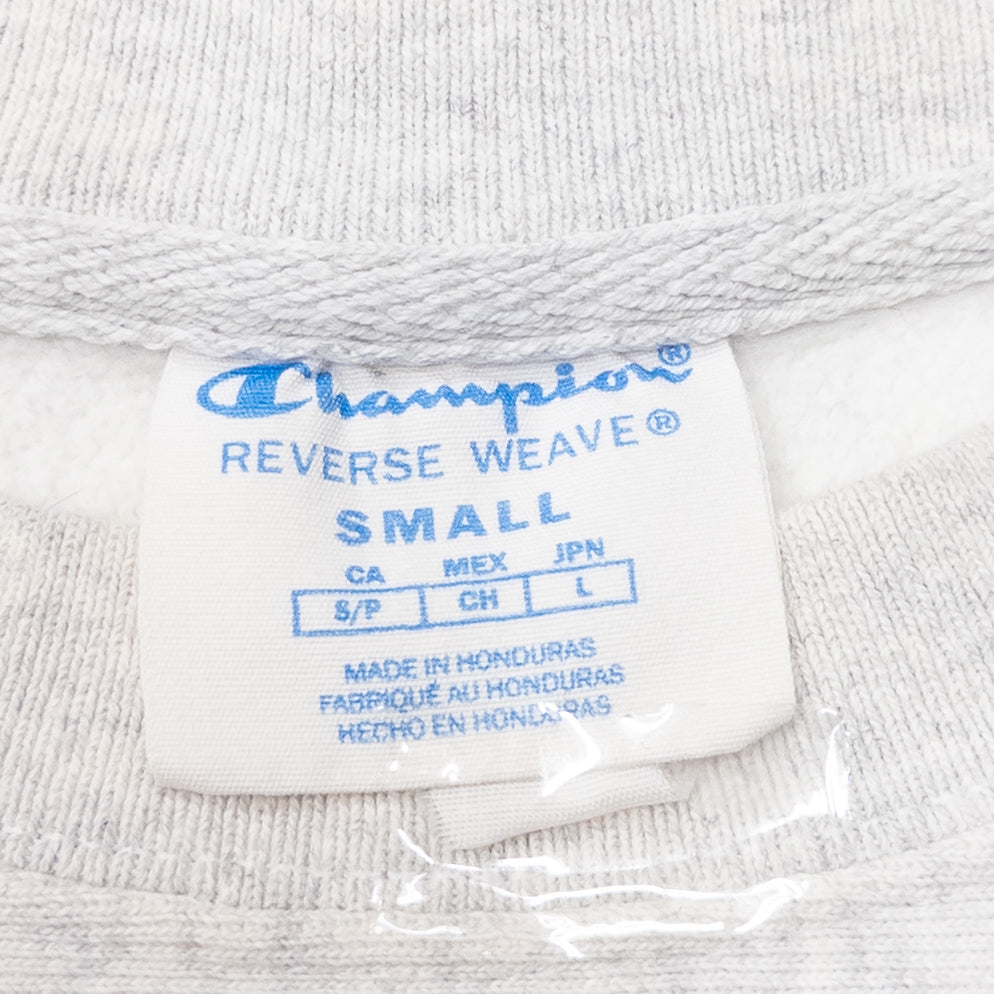 Champion®
REVERSE WEAVE®
SMALL
CA MEX JPN
S/P CH L
MADE IN HONDURAS
FABRIQUÉ AU HONDURAS
HECHO EN HONDURAS